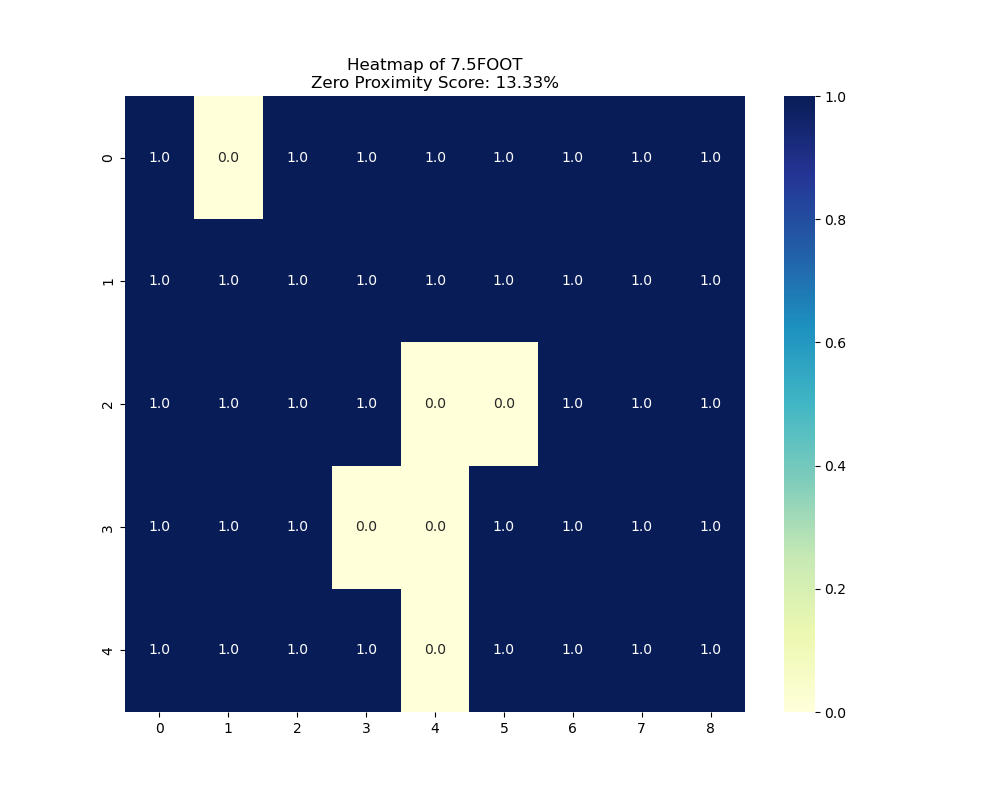 Heatmap of 7.5FOOT
Zero Proximity Score: 13.33%
0 1.0 0.0 1.0 1.0 1.0 1.0 1.0 1.0 1.0
1 1.0 1.0 1.0 1.0 1.0 1.0 1.0 1.0 1.0
2 1.0 1.0 1.0 1.0 0.0 0.0 1.0 1.0 1.0
3 1.0 1.0 1.0 0.0 0.0 1.0 1.0 1.0 1.0
4 1.0 1.0 1.0 1.0 0.0 1.0 1.0 1.0 1.0
0 1 2 3 4 5 6 7 8
1.0
0.8
0.6
0.4
0.2
0.0